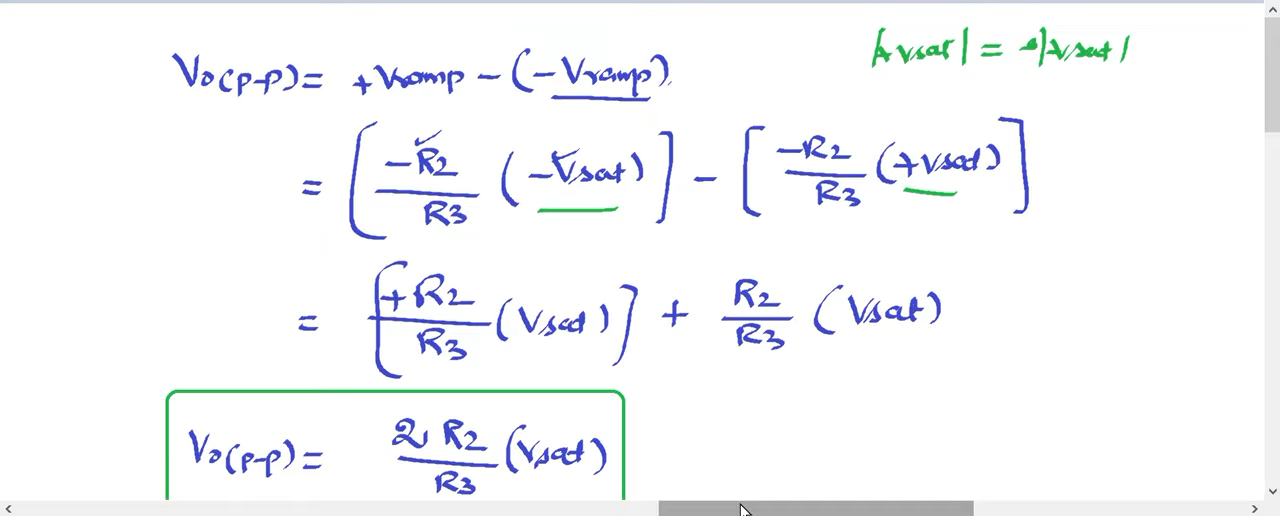 |+Vsat| = -|Vsat|
Vo(p-p) = +Vramp - (-Vramp)
= [-R2/R3 (-Vsat)] - [-R2/R3 (+Vsat)]
= [+R2/R3 (Vsat)] + R2/R3 (Vsat)
Vo(p-p) = 2 R2/R3 (Vsat)